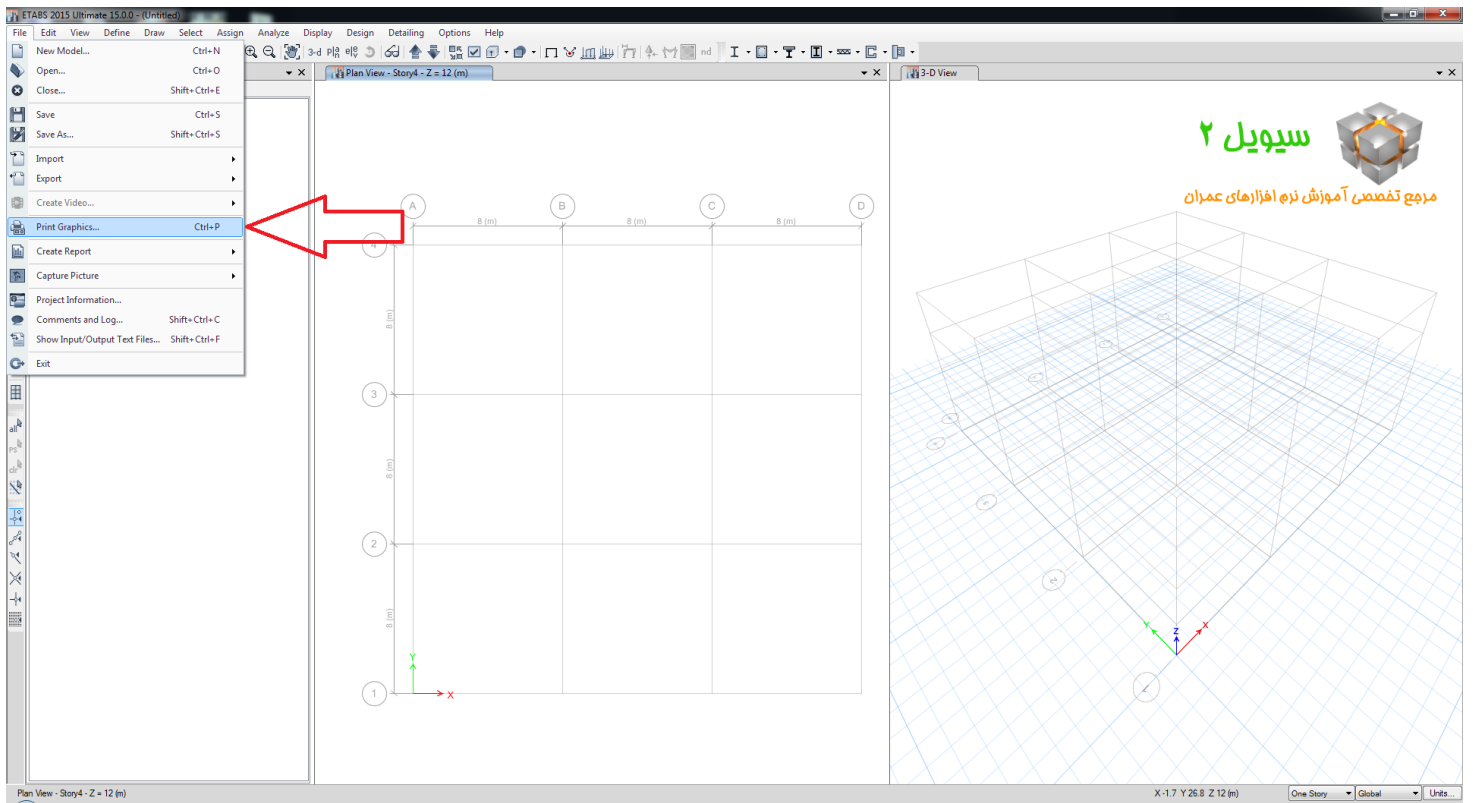 ETABS 2015 Ultimate 15.0.0 - (Untitled)
File Edit View Define Draw Select Assign Analyze Display Design Detailing Options Help
New Model... Ctrl+N
Open... Ctrl+O
Close... Shift+Ctrl+E
Save Ctrl+S
Save As... Shift+Ctrl+S
Import
Export
Create Video...
Print Graphics... Ctrl+P
Create Report
Capture Picture
Project Information...
Comments and Log... Shift+Ctrl+C
Show Input/Output Text Files... Shift+Ctrl+F
Exit
3-d
nd
all
ps
clr
Plan View - Story4 - Z = 12 (m)
A B C D
8 (m) 8 (m) 8 (m)
4
8 (m)
3
8 (m)
2
8 (m)
1
Y
X
3-D View
سیویل ۲
مرجع تخصصی آموزش نرم افزارهای عمران
Y Z X
Plan View - Story4 - Z = 12 (m)
X -1.7 Y 26.8 Z 12 (m)
One Story Global Units...